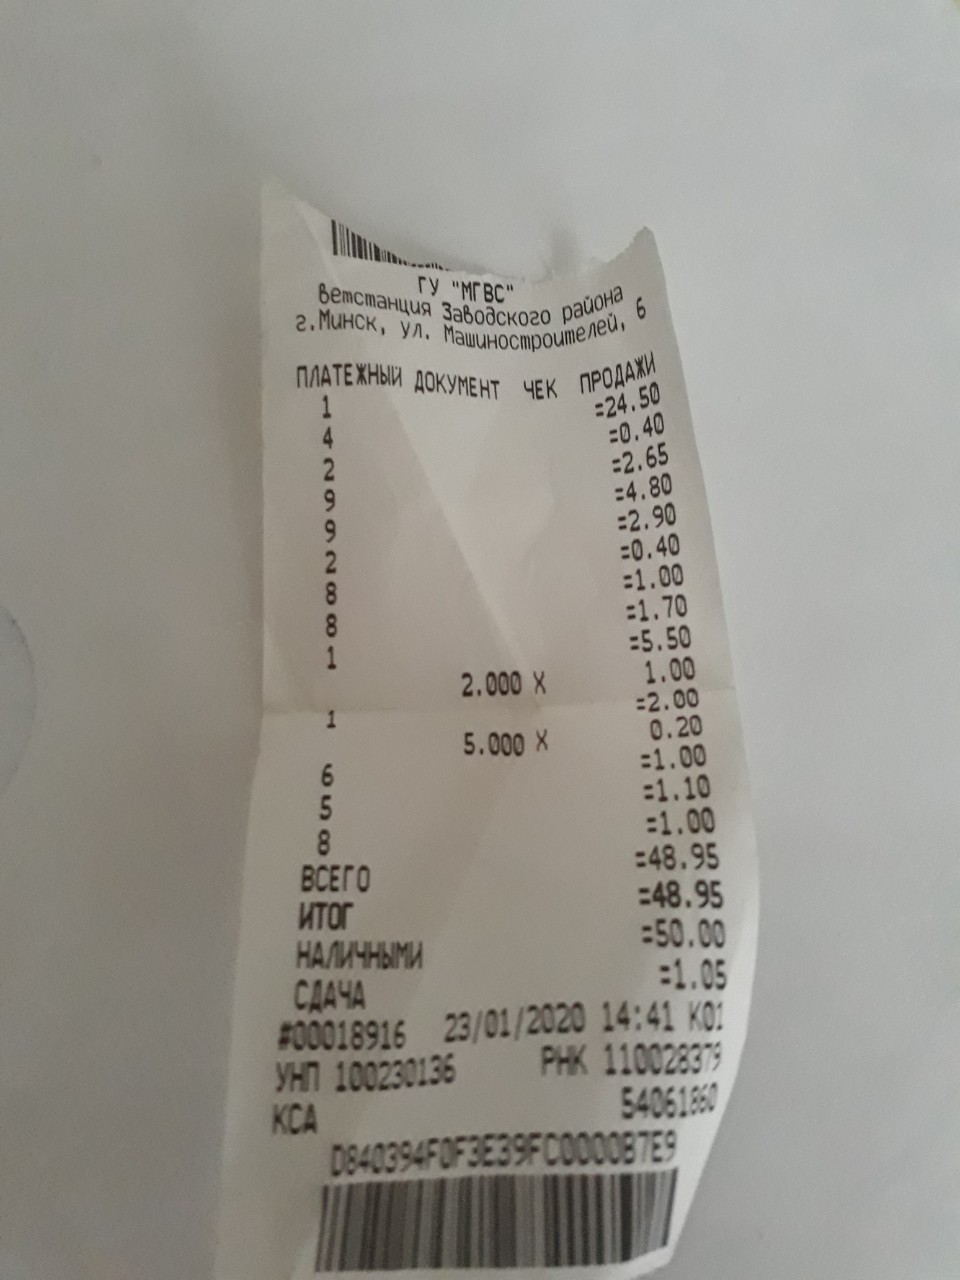 ГУ "МГВС"
Ветстанция Заводского района
г.Минск, ул. Машиностроителей, 6
ПЛАТЕЖНЫЙ ДОКУМЕНТ ЧЕК ПРОДАЖИ
1 =24.50
4 =0.40
2 =2.65
9 =4.80
9 =2.90
2 =0.40
8 =1.00
8 =1.70
1 =5.50
2.000 X 1.00
1 =2.00
5.000 X 0.20
6 =1.00
5 =1.10
8 =1.00
ВСЕГО =48.95
ИТОГ =48.95
НАЛИЧНЫМИ =50.00
СДАЧА =1.05
#00018916 23/01/2020 14:41 К01
УНП 100230136 РНК 110028379
КСА 54061860
D840394F0F3E39FC0000B7E9